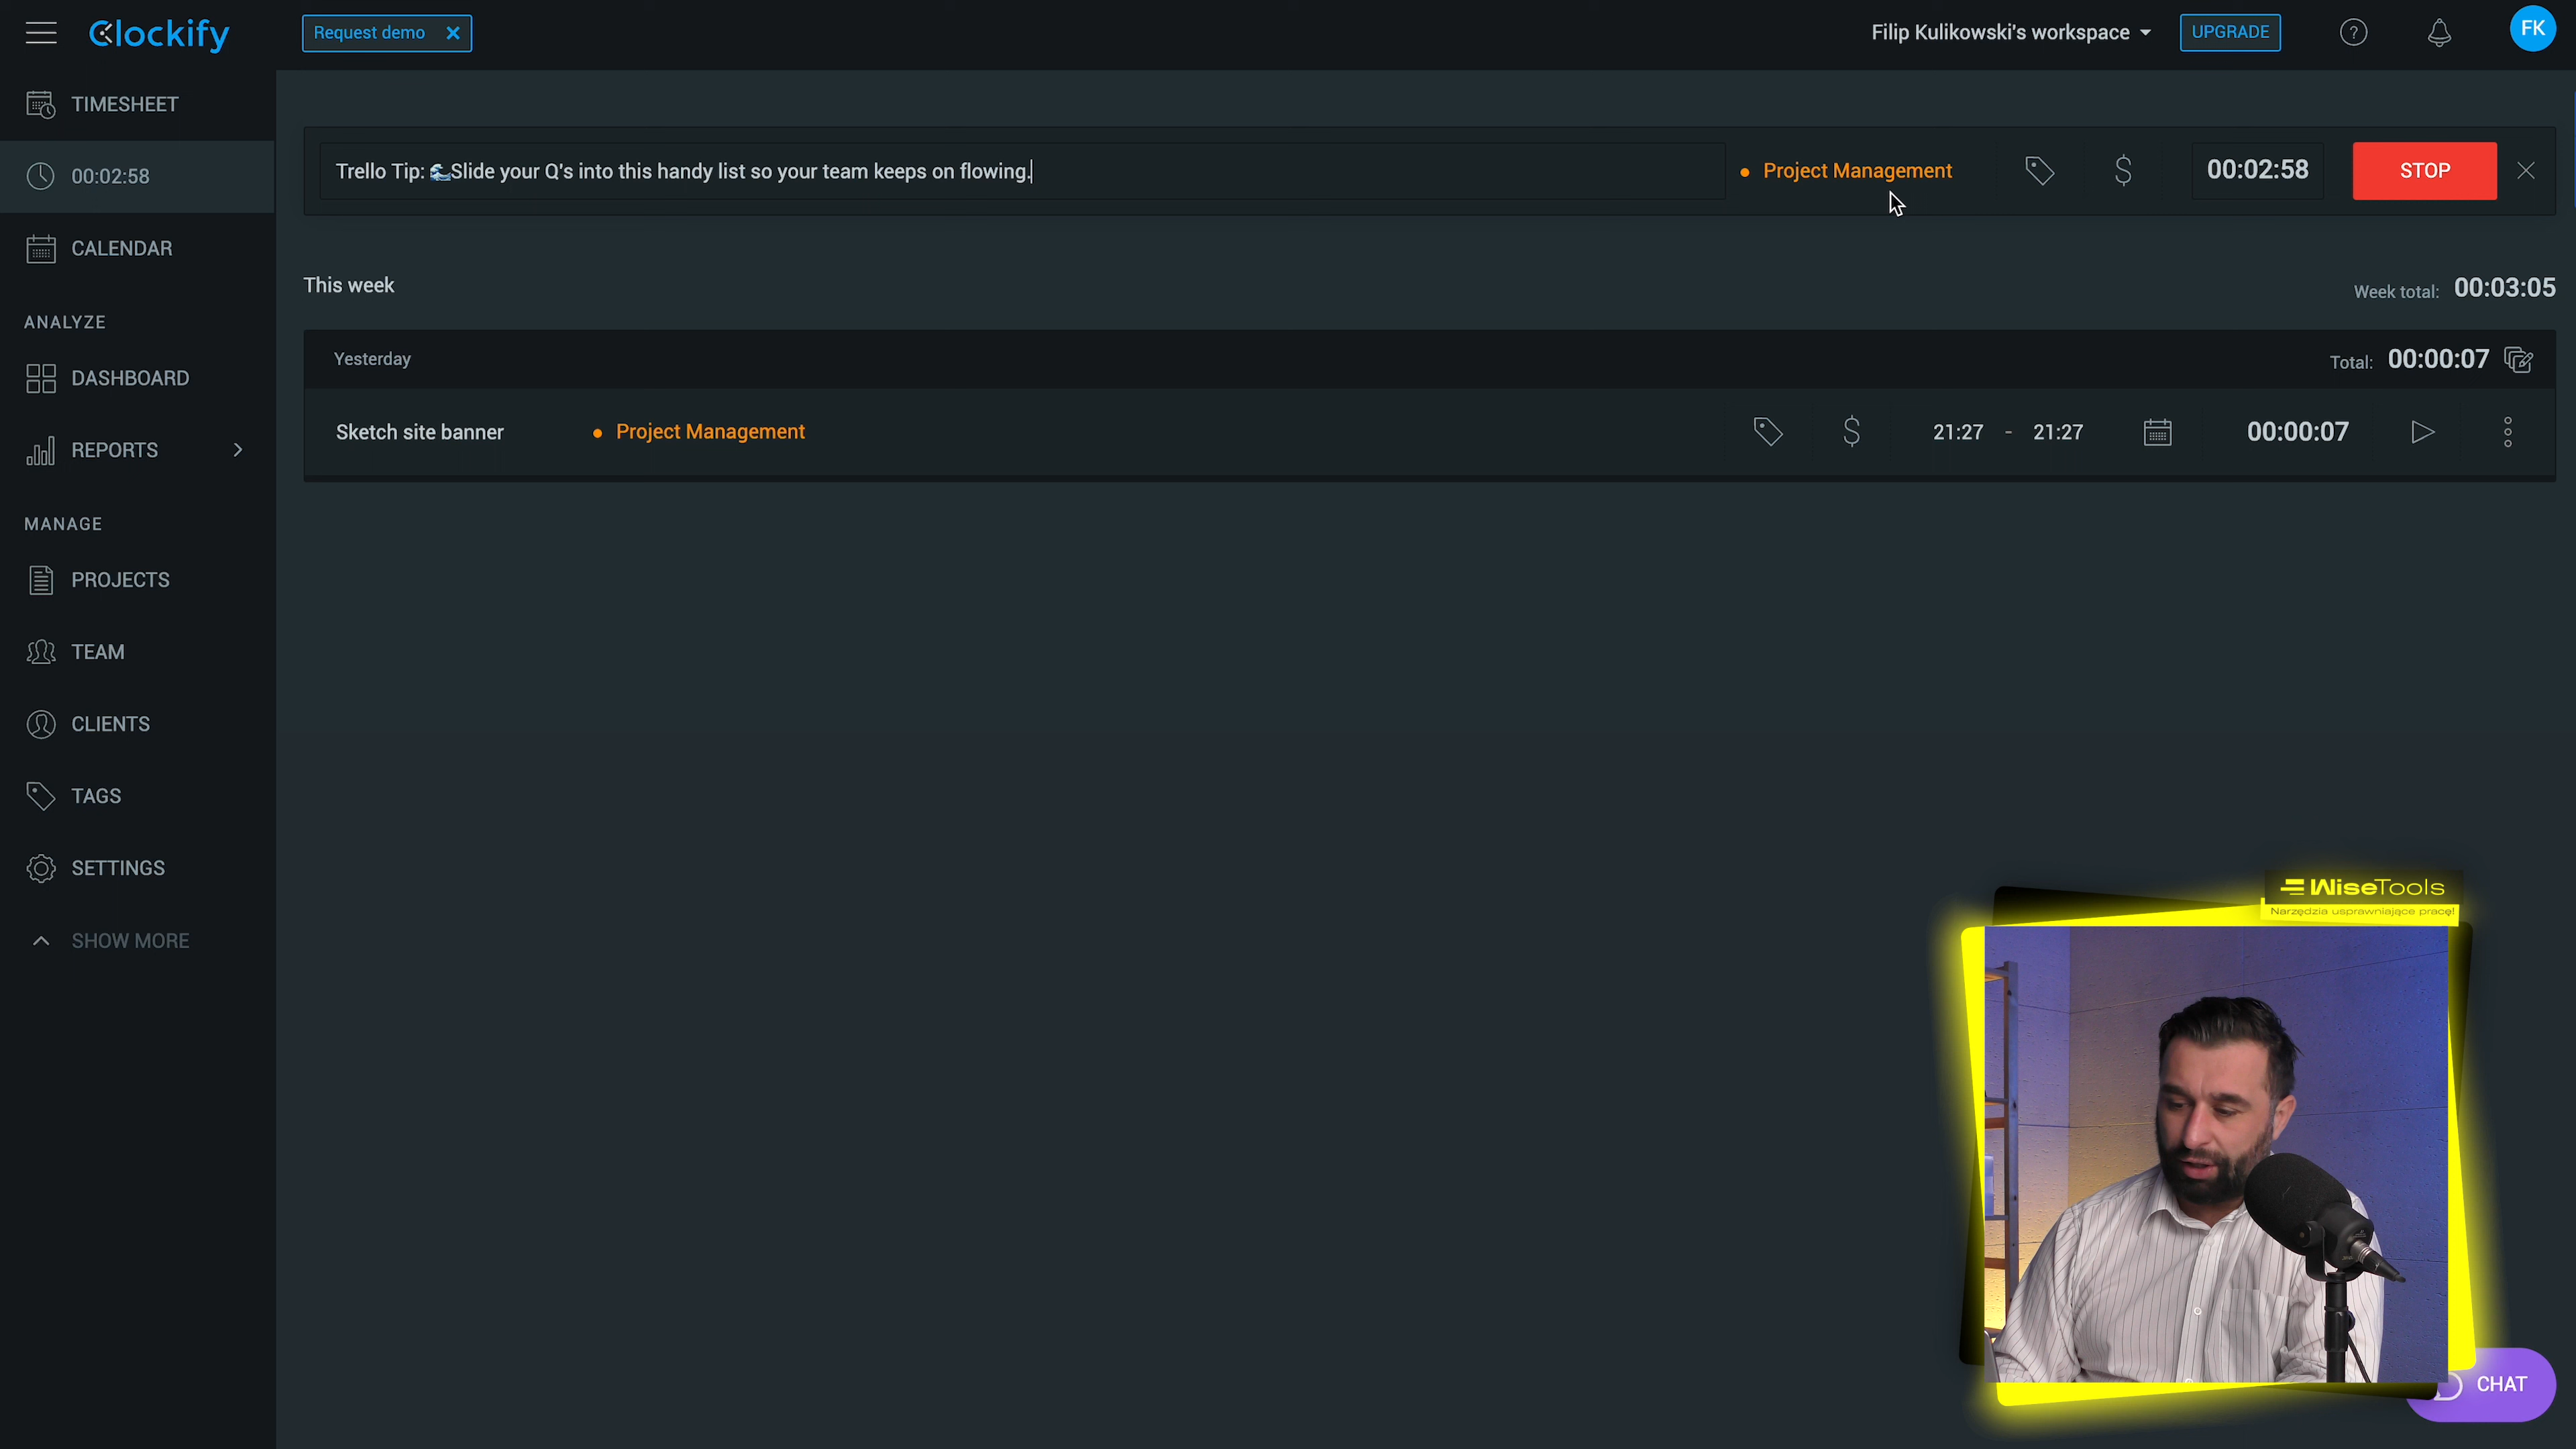 Clockify
Request demo
Filip Kulikowski's workspace
UPGRADE
FK
TIMESHEET
00:02:58
CALENDAR
ANALYZE
DASHBOARD
REPORTS
MANAGE
PROJECTS
TEAM
CLIENTS
TAGS
SETTINGS
SHOW MORE
Trello Tip: 🌊Slide your Q's into this handy list so your team keeps on flowing.
Project Management
$
00:02:58
STOP
This week
Week total: 00:03:05
Yesterday
Total: 00:00:07
Sketch site banner
Project Management
$
21:27 - 21:27
00:00:07
WiseTools
Narzędzia usprawniające pracę!
CHAT